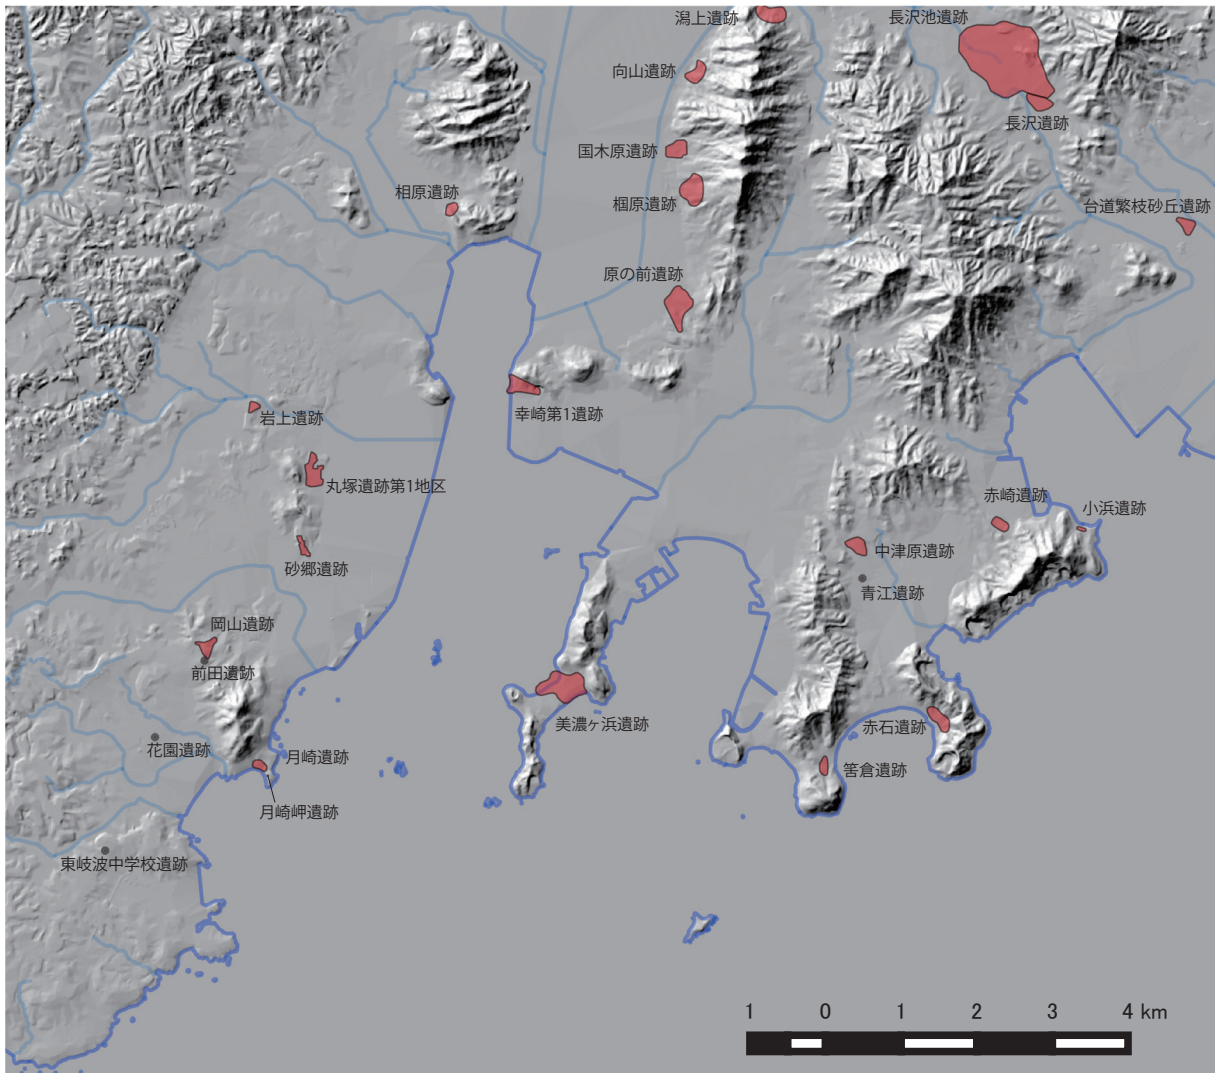 潟上遺跡
長沢池遺跡
向山遺跡
長沢遺跡
国木原遺跡
相原遺跡
椢原遺跡
台道繁枝砂丘遺跡
原の前遺跡
幸崎第1遺跡
岩上遺跡
丸塚遺跡第1地区
赤崎遺跡
小浜遺跡
中津原遺跡
砂郷遺跡
青江遺跡
岡山遺跡
前田遺跡
美濃ヶ浜遺跡
赤石遺跡
花園遺跡
月崎遺跡
筈倉遺跡
月崎岬遺跡
東岐波中学校遺跡
1 0 1 2 3 4 km